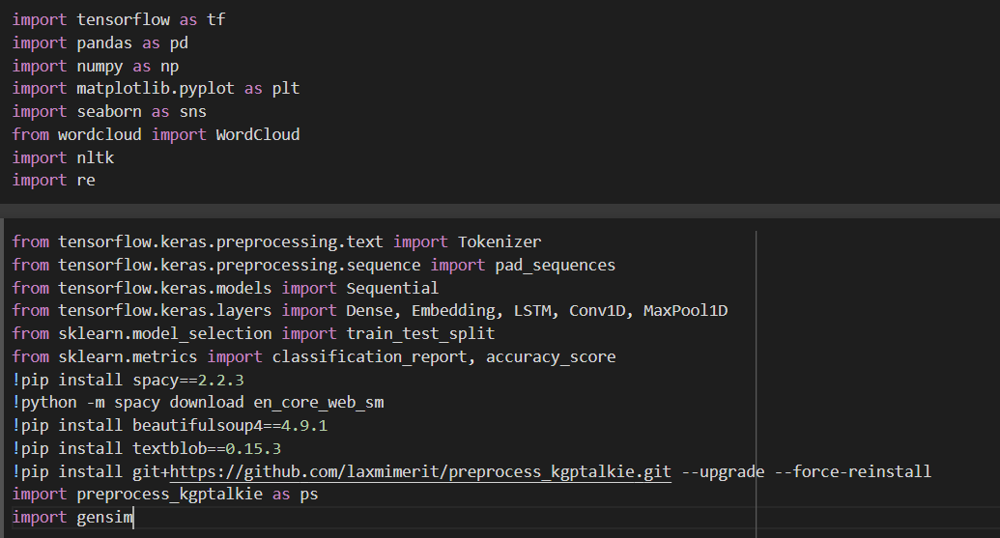 import tensorflow as tf
import pandas as pd
import numpy as np
import matplotlib.pyplot as plt
import seaborn as sns
from wordcloud import WordCloud
import nltk
import re
from tensorflow.keras.preprocessing.text import Tokenizer
from tensorflow.keras.preprocessing.sequence import pad_sequences
from tensorflow.keras.models import Sequential
from tensorflow.keras.layers import Dense, Embedding, LSTM, Conv1D, MaxPool1D
from sklearn.model_selection import train_test_split
from sklearn.metrics import classification_report, accuracy_score
!pip install spacy==2.2.3
!python -m spacy download en_core_web_sm
!pip install beautifulsoup4==4.9.1
!pip install textblob==0.15.3
!pip install git+https://github.com/laxmimerit/preprocess_kgptalkie.git --upgrade --force-reinstall
import preprocess_kgptalkie as ps
import gensim